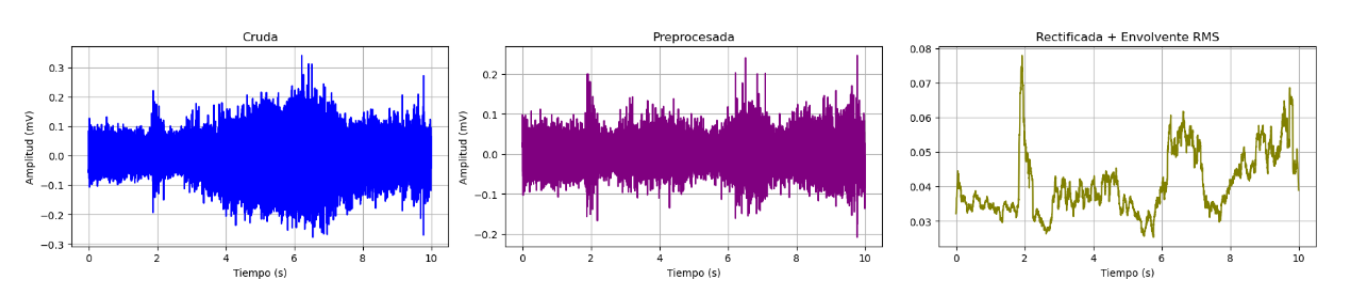 Cruda
Amplitud (mV)
0.3
0.2
0.1
0.0
−0.1
−0.2
−0.3
0 2 4 6 8 10
Tiempo (s)
Preprocesada
Amplitud (mV)
0.2
0.1
0.0
−0.1
−0.2
0 2 4 6 8 10
Tiempo (s)
Rectificada + Envolvente RMS
0.08
0.07
0.06
0.05
0.04
0.03
0 2 4 6 8 10
Tiempo (s)